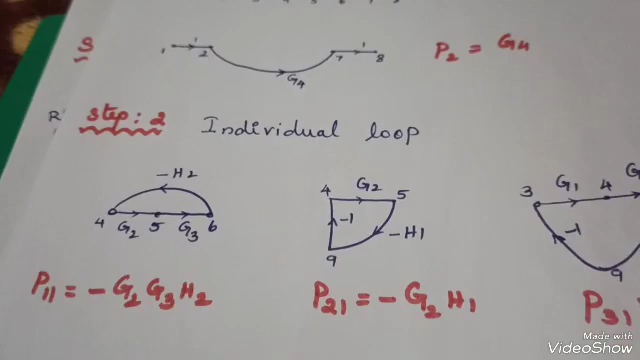 1 1 2 G4 7 1 8
P2 = G4
Step: 2 Individual loop
-H2
4 G2 5 G3 6
4 G2 5
-1 -H1
9
3 G1 4
-1
9
P11 = - G2 G3 H2
P21 = - G2 H1
P31
Made with
VideoShow